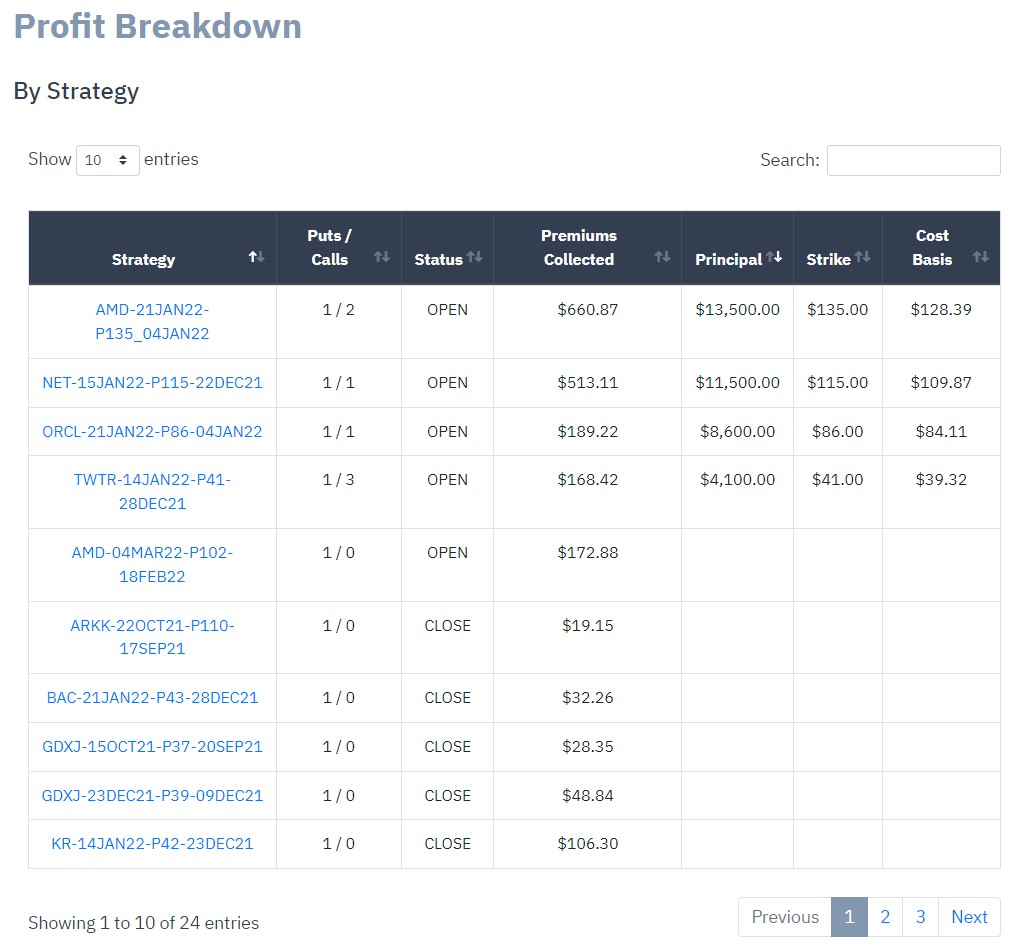 Profit Breakdown
By Strategy
Show 10 entries
Search:
Strategy Puts / Calls Status Premiums Collected Principal Strike Cost Basis
AMD-21JAN22-P135_04JAN22 1 / 2 OPEN $660.87 $13,500.00 $135.00 $128.39
NET-15JAN22-P115-22DEC21 1 / 1 OPEN $513.11 $11,500.00 $115.00 $109.87
ORCL-21JAN22-P86-04JAN22 1 / 1 OPEN $189.22 $8,600.00 $86.00 $84.11
TWTR-14JAN22-P41-28DEC21 1 / 3 OPEN $168.42 $4,100.00 $41.00 $39.32
AMD-04MAR22-P102-18FEB22 1 / 0 OPEN $172.88
ARKK-22OCT21-P110-17SEP21 1 / 0 CLOSE $19.15
BAC-21JAN22-P43-28DEC21 1 / 0 CLOSE $32.26
GDXJ-15OCT21-P37-20SEP21 1 / 0 CLOSE $28.35
GDXJ-23DEC21-P39-09DEC21 1 / 0 CLOSE $48.84
KR-14JAN22-P42-23DEC21 1 / 0 CLOSE $106.30
Showing 1 to 10 of 24 entries
Previous 1 2 3 Next